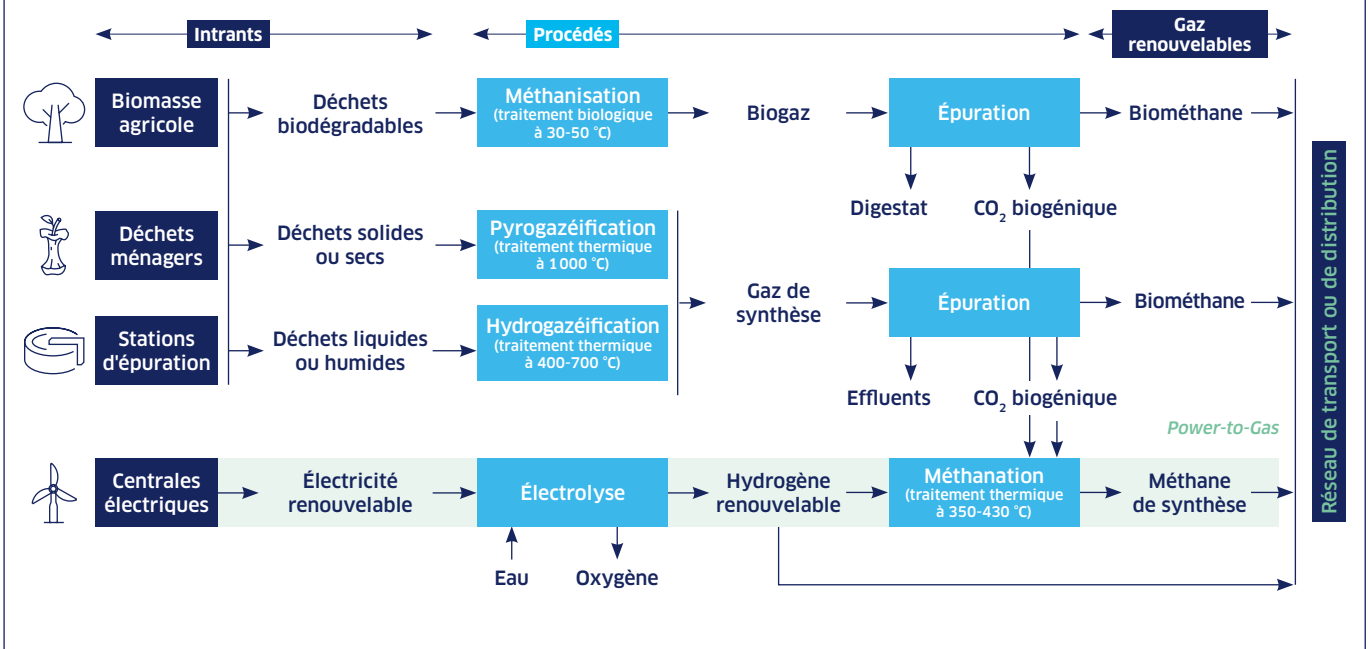 Intrants
Procédés
Gaz
renouvelables
Biomasse
agricole
Déchets
biodégradables
Méthanisation
(traitement biologique
à 30-50 °C)
Biogaz
Épuration
Biométhane
Digestat
CO₂ biogénique
Déchets
ménagers
Déchets solides
ou secs
Pyrogazéification
(traitement thermique
à 1 000 °C)
Gaz de
synthèse
Épuration
Biométhane
Stations
d'épuration
Déchets liquides
ou humides
Hydrogazéification
(traitement thermique
à 400-700 °C)
Effluents
CO₂ biogénique
Power-to-Gas
Centrales
électriques
Électricité
renouvelable
Électrolyse
Hydrogène
renouvelable
Méthanation
(traitement thermique
à 350-430 °C)
Méthane
de synthèse
Eau
Oxygène
Réseau de transport ou de distribution